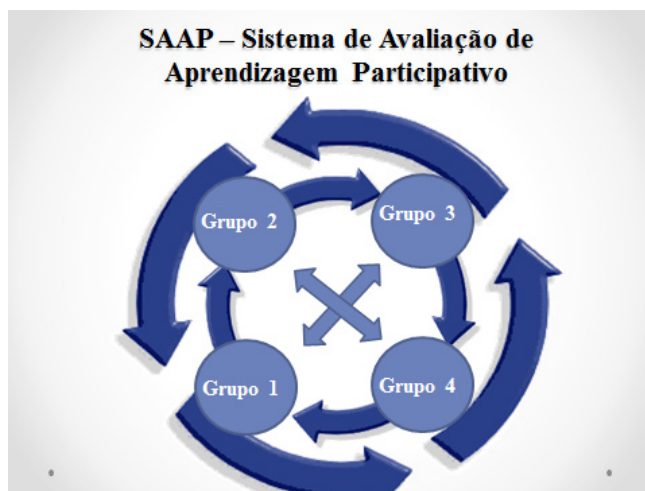 SAAP – Sistema de Avaliação de
Aprendizagem Participativo
Grupo 2
Grupo 3
Grupo 1
Grupo 4